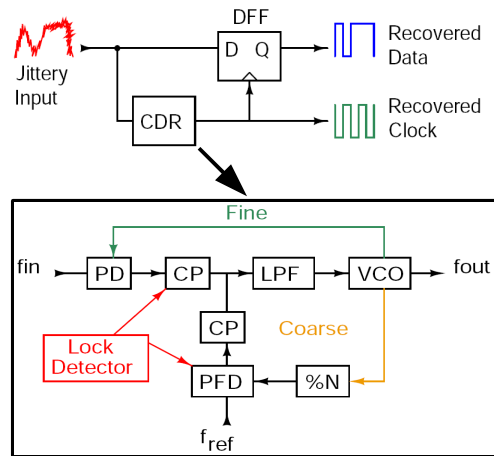 DFF
Jittery
Input
D Q
Recovered
Data
CDR
Recovered
Clock
Fine
fin
PD
CP
LPF
VCO
fout
CP
Coarse
Lock
Detector
PFD
%N
fref